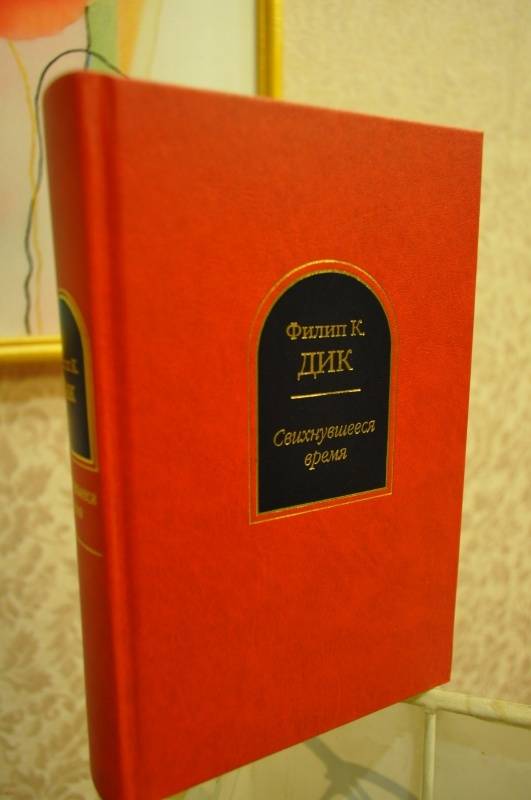 Филип К.
ДИК
Свихнувшееся
время